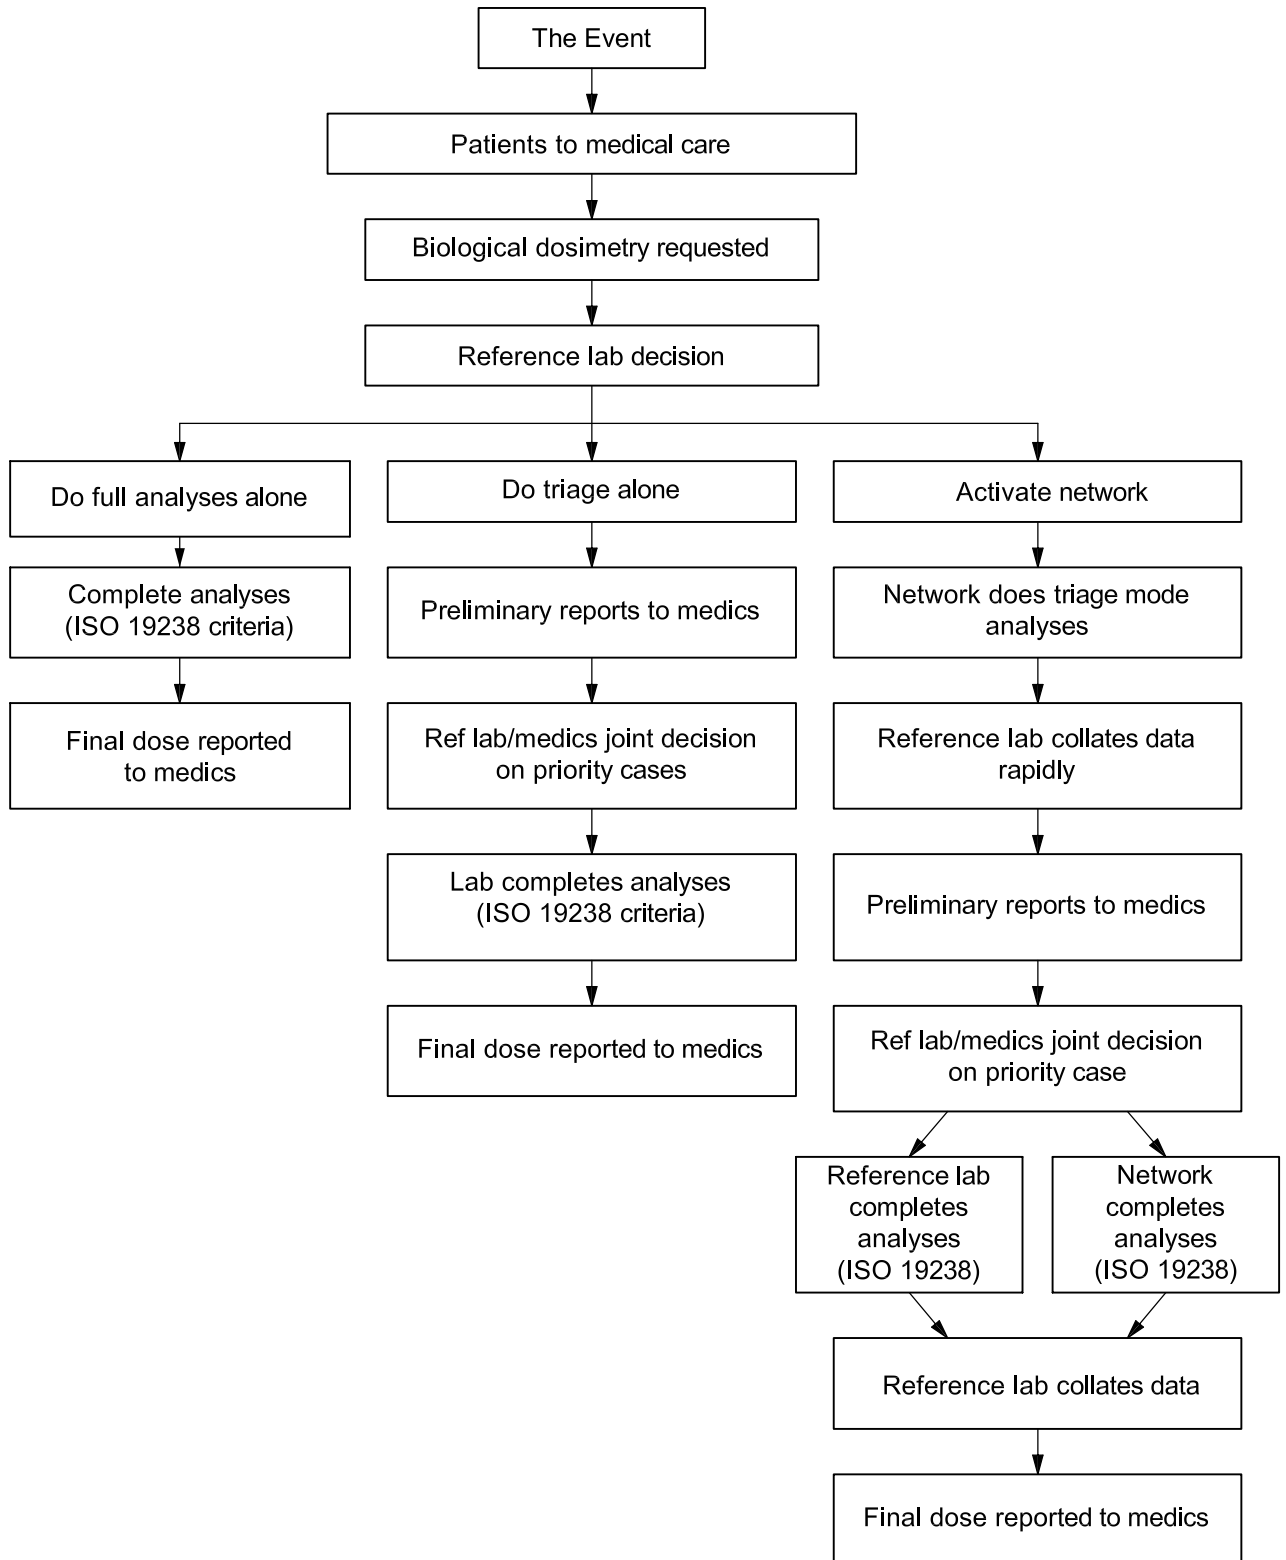 The Event
Patients to medical care
Biological dosimetry requested
Reference lab decision
Do full analyses alone
Complete analyses
(ISO 19238 criteria)
Final dose reported
to medics
Do triage alone
Preliminary reports to medics
Ref lab/medics joint decision
on priority cases
Lab completes analyses
(ISO 19238 criteria)
Final dose reported to medics
Activate network
Network does triage mode
analyses
Reference lab collates data
rapidly
Preliminary reports to medics
Ref lab/medics joint decision
on priority case
Reference lab
completes
analyses
(ISO 19238)
Network
completes
analyses
(ISO 19238)
Reference lab collates data
Final dose reported to medics